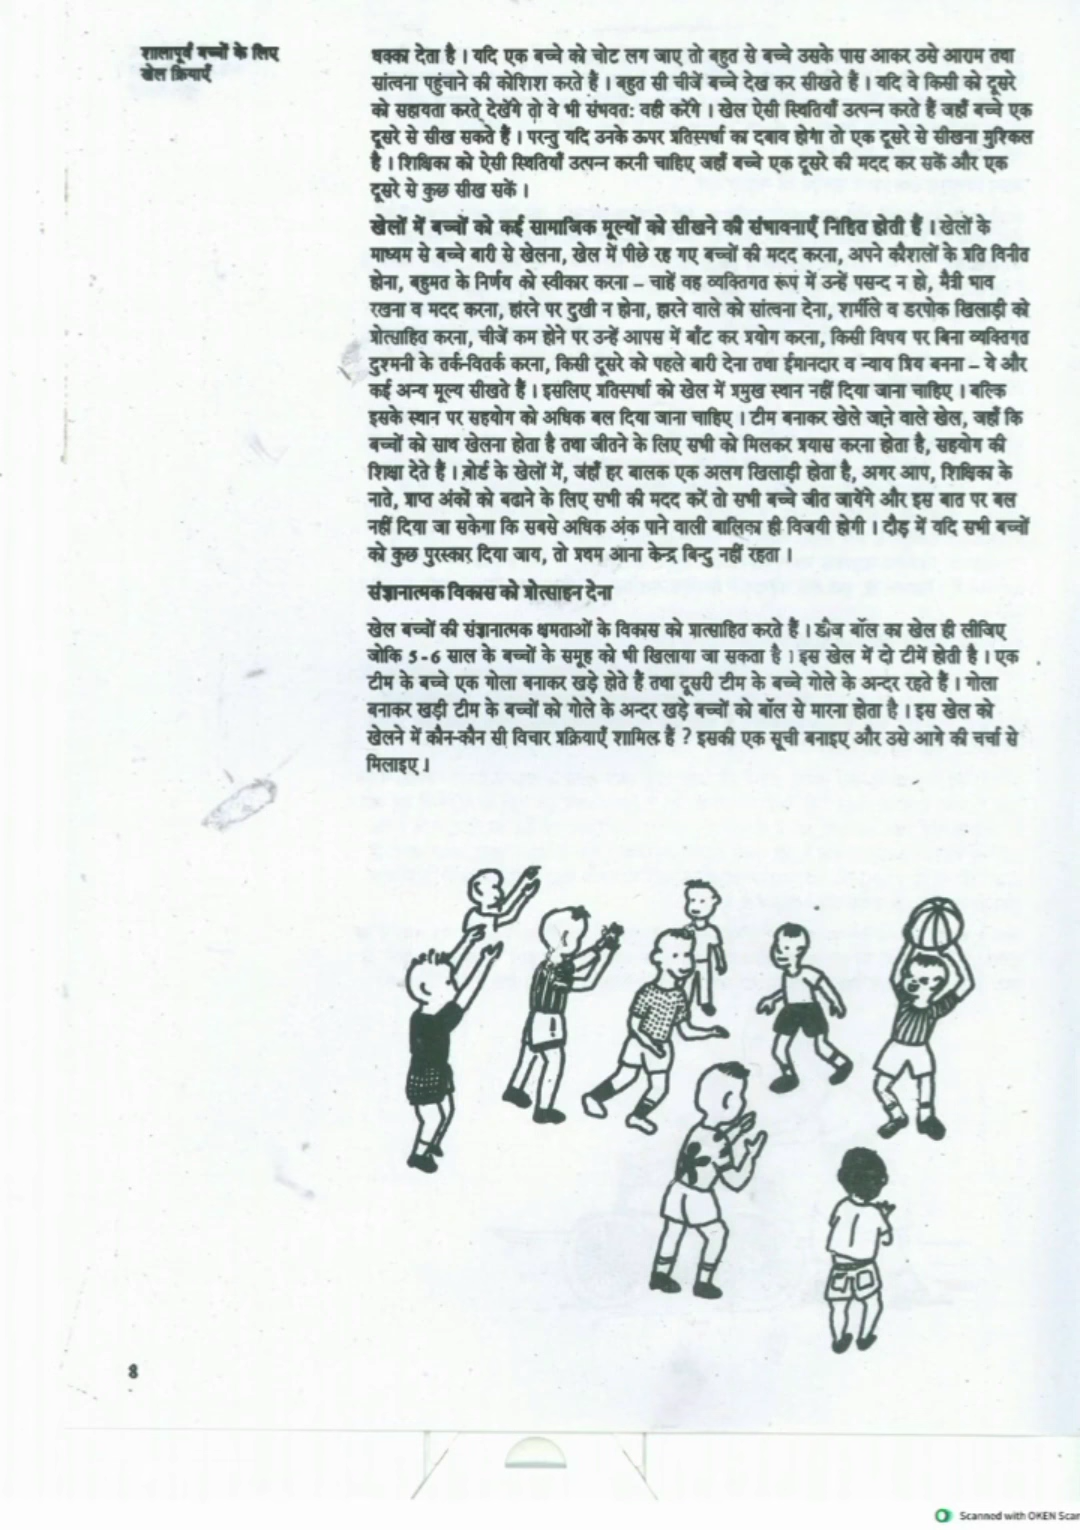 शालापूर्व बच्चों के लिए
खेल क्रियाएँ
धक्का देता है । यदि एक बच्चे को चोट लग जाए तो बहुत से बच्चे उसके पास आकर उसे आराम तथा
सांत्वना पहुंचाने की कोशिश करते हैं । बहुत सी चीजें बच्चे देख कर सीखते हैं । यदि वे किसी को दूसरे
को सहायता करते देखेंगे तो वे भी संभवतः वही करेंगे । खेल ऐसी स्थितियाँ उत्पन्न करते हैं जहाँ बच्चे एक
दूसरे से सीख सकते हैं । परन्तु यदि उनके ऊपर प्रतिस्पर्धा का दबाव होगा तो एक दूसरे से सीखना मुश्किल
है । शिक्षिका को ऐसी स्थितियाँ उत्पन्न करनी चाहिए जहाँ बच्चे एक दूसरे की मदद कर सकें और एक
दूसरे से कुछ सीख सकें ।
खेलों में बच्चों को कई सामाजिक मूल्यों को सीखने की संभावनाएँ निहित होती हैं । खेलों के
माध्यम से बच्चे बारी से खेलना, खेल में पीछे रह गए बच्चों की मदद करना, अपने कौशलों के प्रति विनीत
होना, बहुमत के निर्णय को स्वीकार करना – चाहें वह व्यक्तिगत रूप में उन्हें पसन्द न हो, मैत्री भाव
रखना व मदद करना, हारने पर दुखी न होना, हारने वाले को सांत्वना देना, शर्मीले व डरपोक खिलाड़ी को
प्रोत्साहित करना, चीजें कम होने पर उन्हें आपस में बाँट कर प्रयोग करना, किसी विषय पर बिना व्यक्तिगत
दुश्मनी के तर्क-वितर्क करना, किसी दूसरे को पहले बारी देना तथा ईमानदार व न्याय प्रिय बनना – ये और
कई अन्य मूल्य सीखते हैं । इसलिए प्रतिस्पर्धा को खेल में प्रमुख स्थान नहीं दिया जाना चाहिए । बल्कि
इसके स्थान पर सहयोग को अधिक बल दिया जाना चाहिए । टीम बनाकर खेले जाने वाले खेल, जहाँ कि
बच्चों को साथ खेलना होता है तथा जीतने के लिए सभी को मिलकर प्रयास करना होता है, सहयोग की
शिक्षा देते हैं । बोर्ड के खेलों में, जंहाँ हर बालक एक अलग खिलाड़ी होता है, अगर आप, शिक्षिका के
नाते, प्राप्त अंकों को बढाने के लिए सभी की मदद करें तो सभी बच्चे जीत जायेंगे और इस बात पर बल
नहीं दिया जा सकेगा कि सबसे अधिक अंक पाने वाली बालिका ही विजयी होगी । दौड़ में यदि सभी बच्चों
को कुछ पुरस्कार दिया जाय, तो प्रथम आना केन्द्र बिन्दु नहीं रहता ।
संज्ञानात्मक विकास को प्रोत्साहन देना
खेल बच्चों की संज्ञानात्मक क्षमताओं के विकास को प्रात्साहित करते हैं । डॉज बॉल का खेल ही लीजिए
जोकि 5-6 साल के बच्चों के समूह को भी खिलाया जा सकता है । इस खेल में दो टीमें होती है । एक
टीम के बच्चे एक गोला बनाकर खड़े होते हैं तथा दूसरी टीम के बच्चे गोले के अन्दर रहते हैं । गोला
बनाकर खड़ी टीम के बच्चों को गोले के अन्दर खड़े बच्चों को बॉल से मारना होता है । इस खेल को
खेलने में कौन-कौन सी विचार प्रक्रियाएँ शामिल हैं ? इसकी एक सूची बनाइए और उसे आगे की चर्चा से
मिलाइए ।
8
Scanned with OKEN Scan